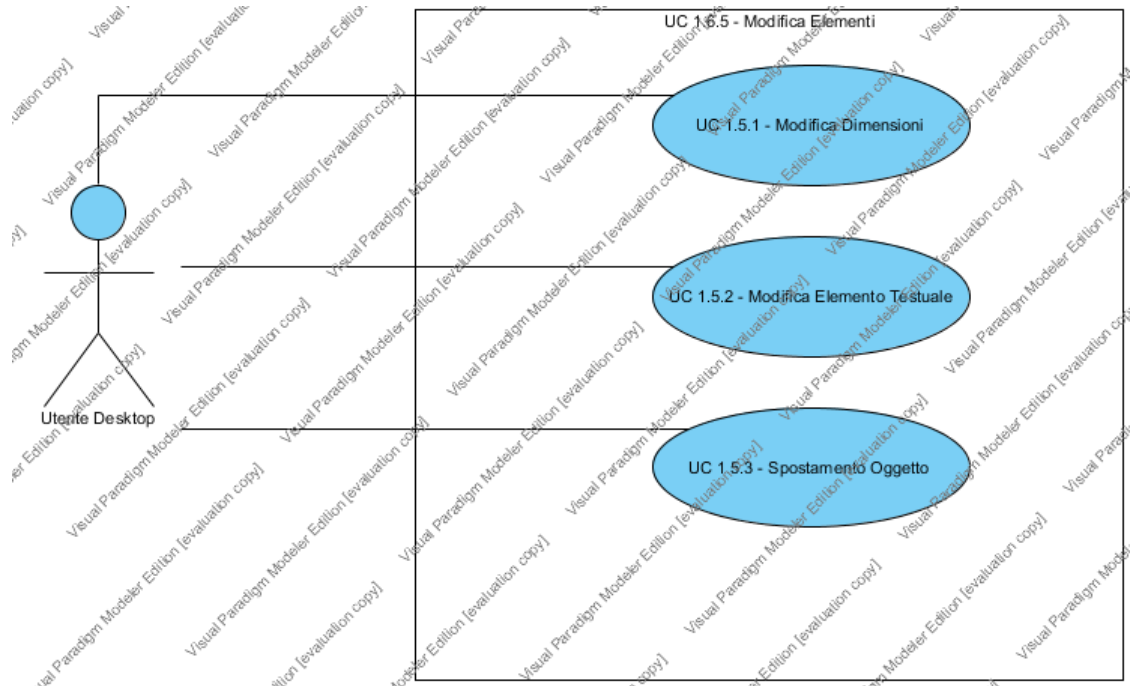 UC 1.6.5 - Modifica Elementi
UC 1.5.1 - Modifica Dimensioni
UC 1.5.2 - Modifica Elemento Testuale
Utente Desktop
UC 1.5.3 - Spostamento Oggetto
Visual Paradigm Modeler Edition [evaluation copy]